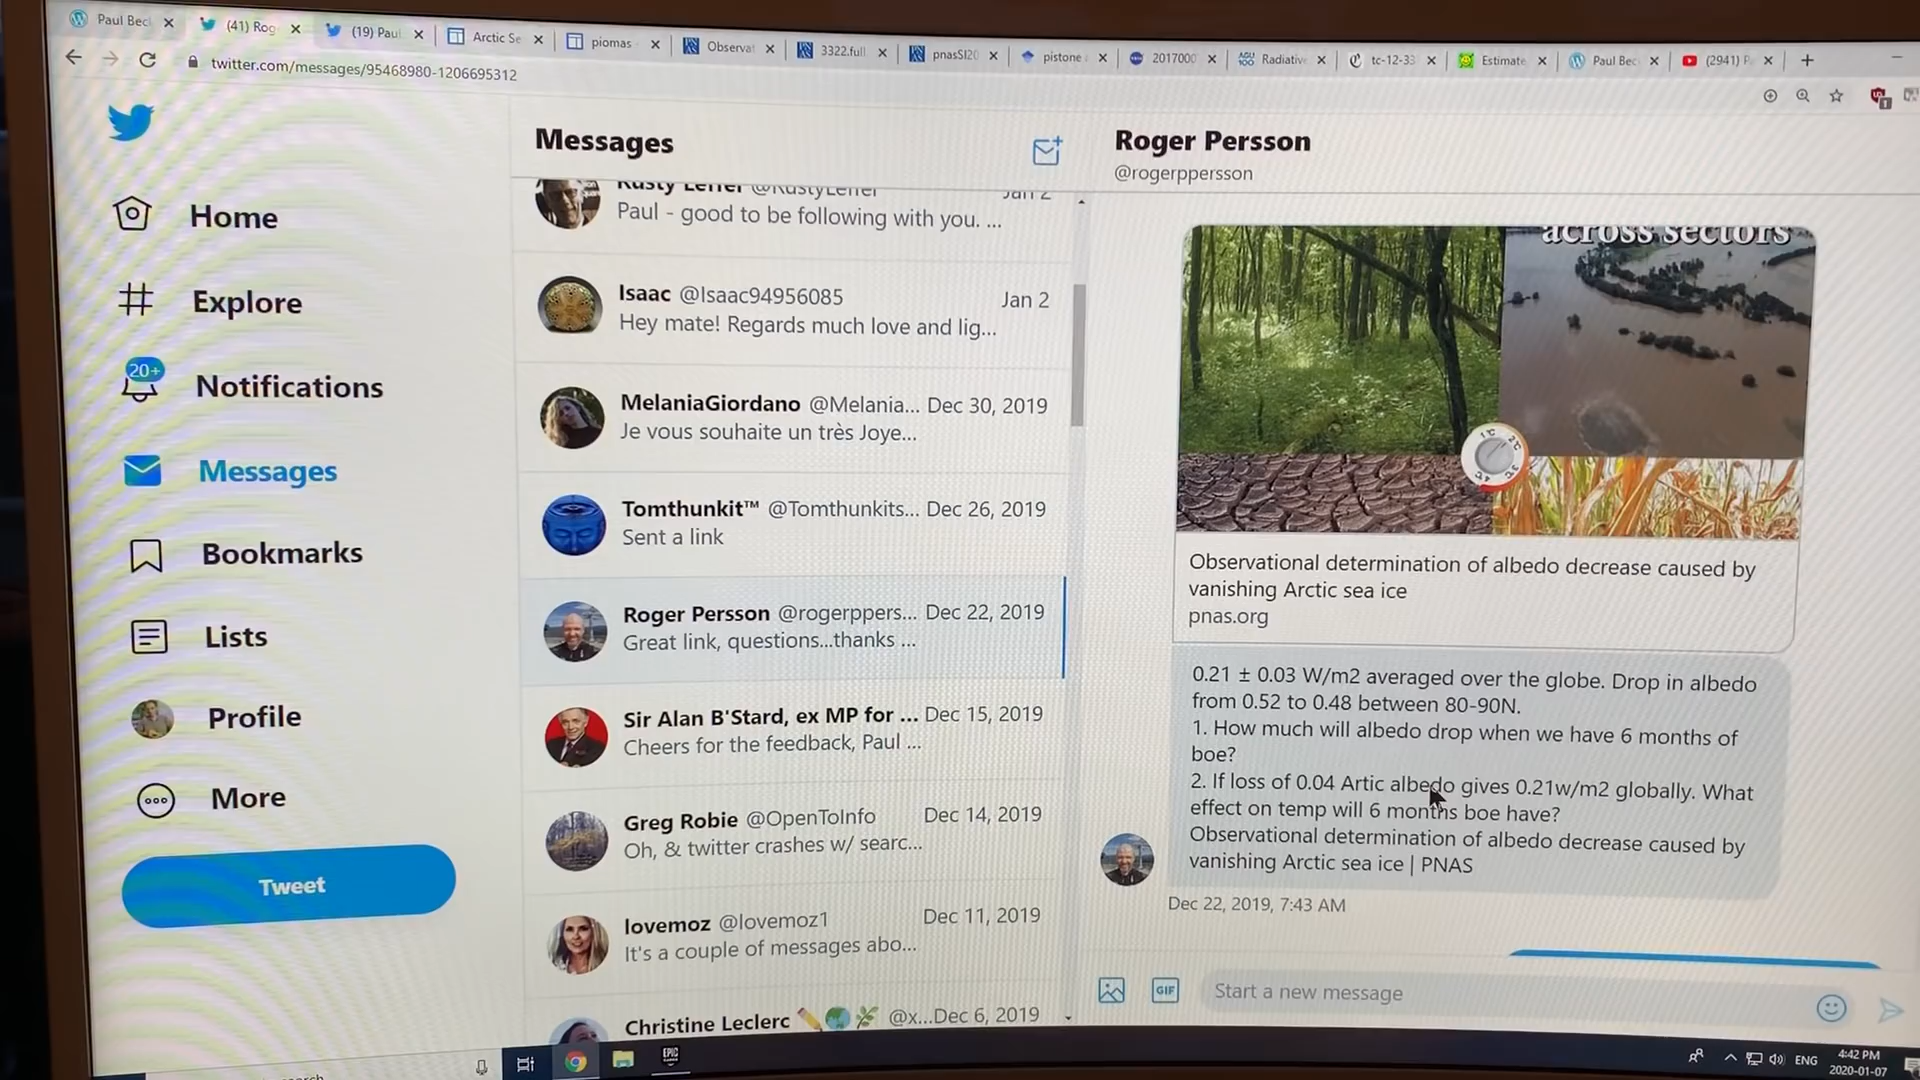 Paul Bec
(41) Rog
(19) Paul
Arctic Se
piomas
Observat
3322.full
pnasSI20
pistone
2017000
Radiative
tc-12-33
Estimate
Paul Bec
(2941) P
twitter.com/messages/95468980-1206695312
Home
Explore
20+
Notifications
Messages
Bookmarks
Lists
Profile
More
Tweet
Messages
Rusty Leffel @RustyLeffel Jan 2
Paul - good to be following with you. ...
Isaac @Isaac94956085 Jan 2
Hey mate! Regards much love and lig...
MelaniaGiordano @Melania... Dec 30, 2019
Je vous souhaite un très Joye...
Tomthunkit™ @Tomthunkits... Dec 26, 2019
Sent a link
Roger Persson @rogerppers... Dec 22, 2019
Great link, questions...thanks ...
Sir Alan B'Stard, ex MP for ... Dec 15, 2019
Cheers for the feedback, Paul ...
Greg Robie @OpenToInfo Dec 14, 2019
Oh, & twitter crashes w/ searc...
lovemoz @lovemoz1 Dec 11, 2019
It's a couple of messages abo...
Christine Leclerc ✏️🌍🌿 @x...Dec 6, 2019
Roger Persson
@rogerppersson
across sectors
1°C
2°C
3°C
4°C
Observational determination of albedo decrease caused by
vanishing Arctic sea ice
pnas.org
0.21 ± 0.03 W/m2 averaged over the globe. Drop in albedo
from 0.52 to 0.48 between 80-90N.
1. How much will albedo drop when we have 6 months of
boe?
2. If loss of 0.04 Artic albedo gives 0.21w/m2 globally. What
effect on temp will 6 months boe have?
Observational determination of albedo decrease caused by
vanishing Arctic sea ice | PNAS
Dec 22, 2019, 7:43 AM
GIF
Start a new message
EPIC
ENG
4:42 PM
2020-01-07